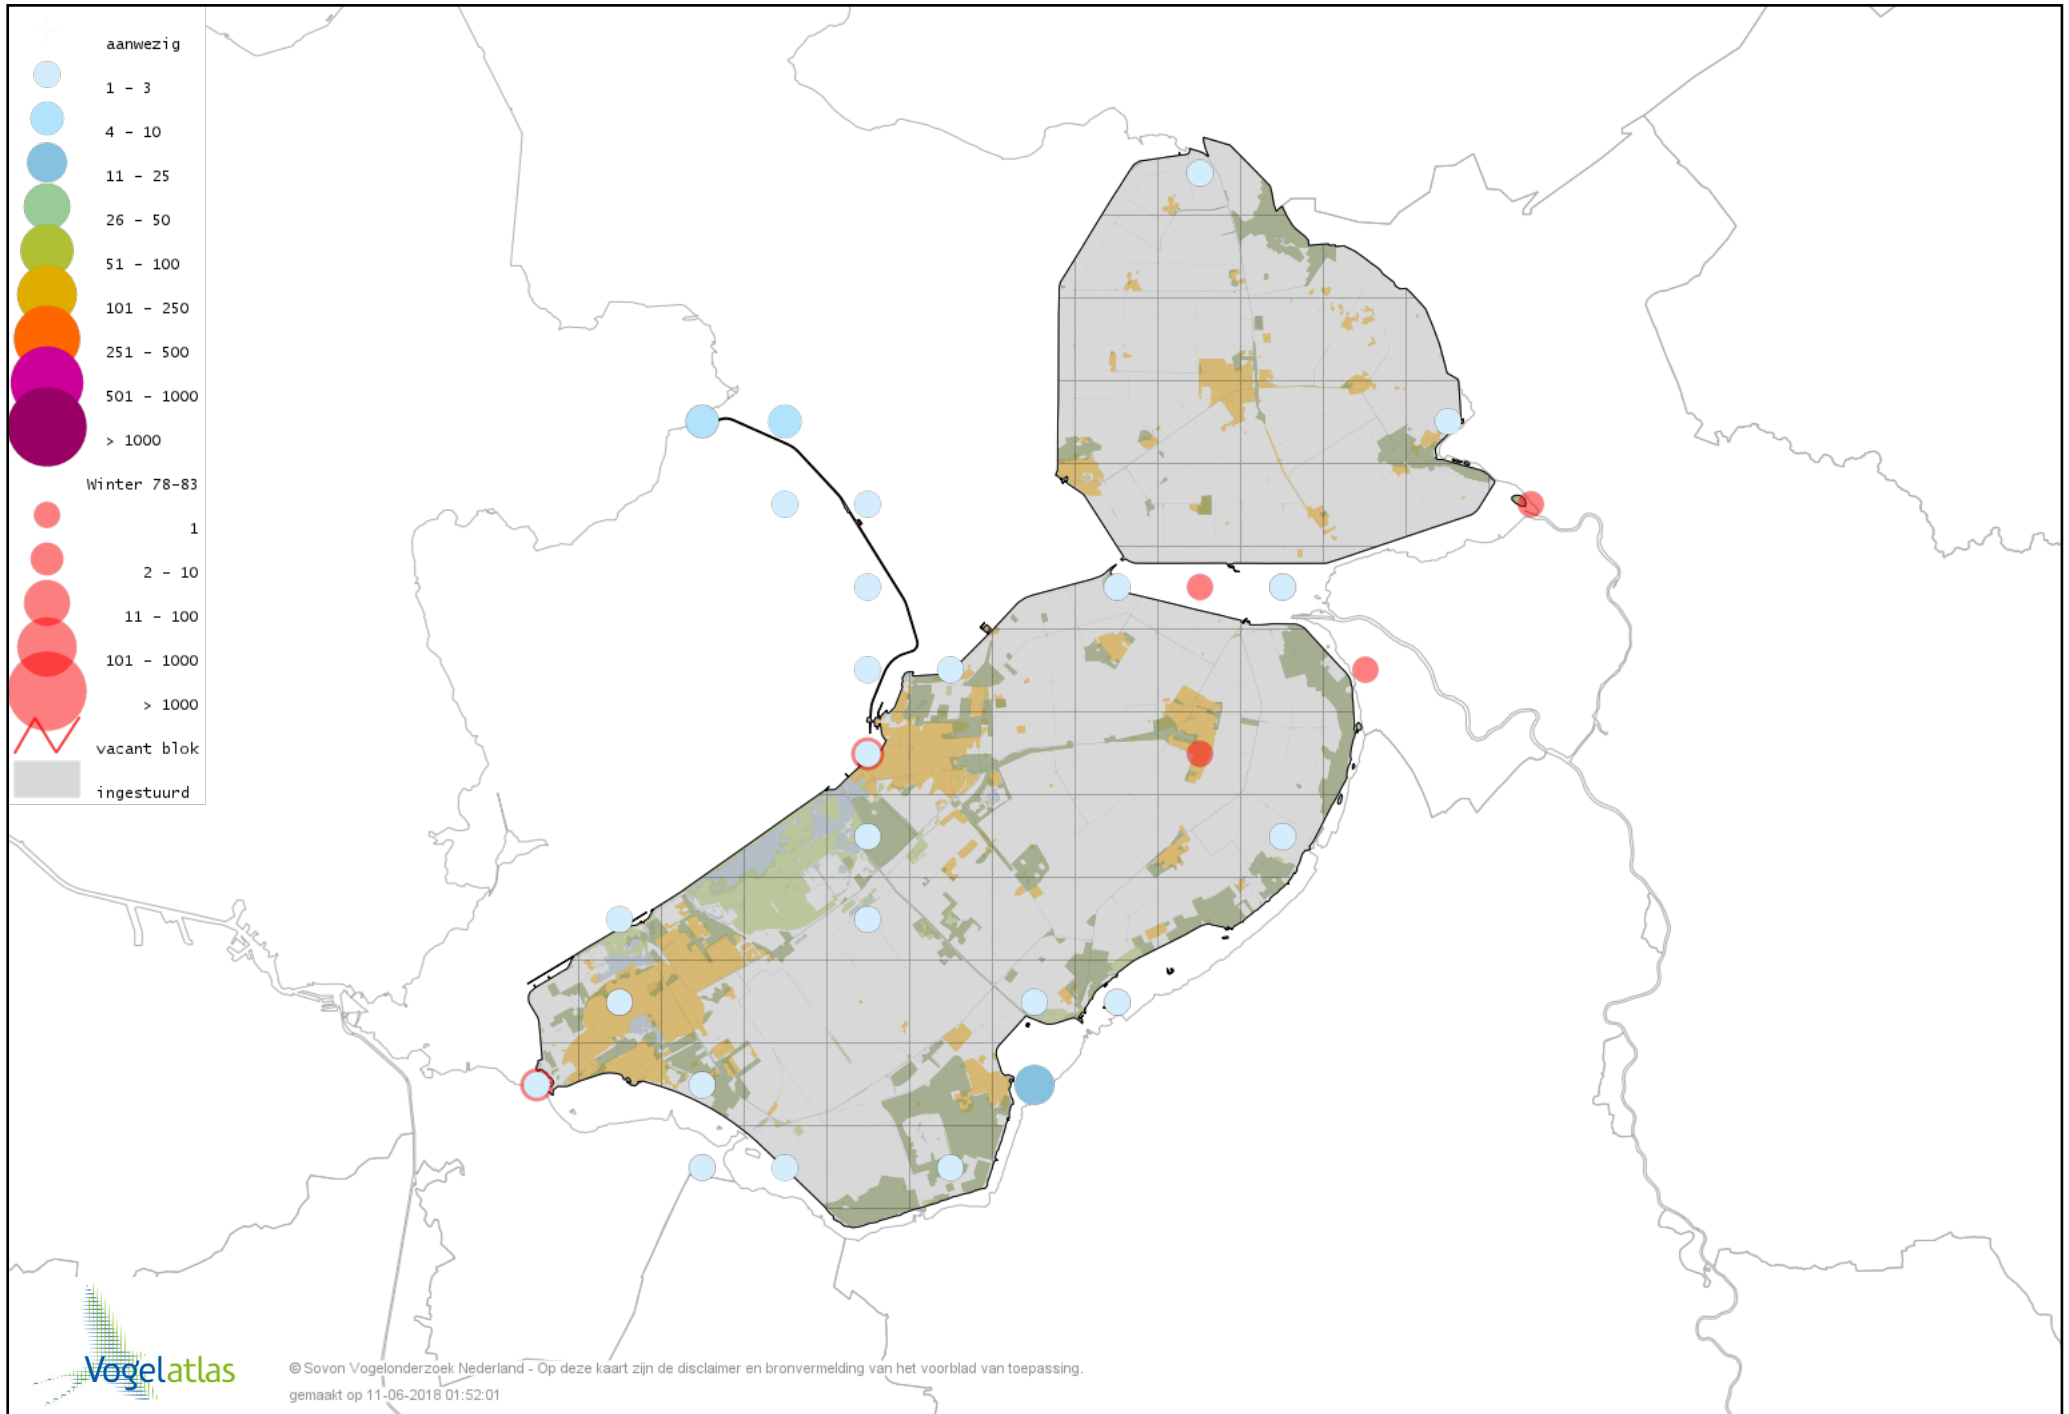 aanwezig
1 - 3
4 - 10
11 - 25
26 - 50
51 - 100
101 - 250
251 - 500
501 - 1000
> 1000
Winter 78-83
1
2 - 10
11 - 100
101 - 1000
> 1000
vacant blok
ingestuurd
Vogelatlas
© Sovon Vogelonderzoek Nederland - Op deze kaart zijn de disclaimer en bronvermelding van het voorblad van toepassing.
gemaakt op 11-06-2018 01:52:01